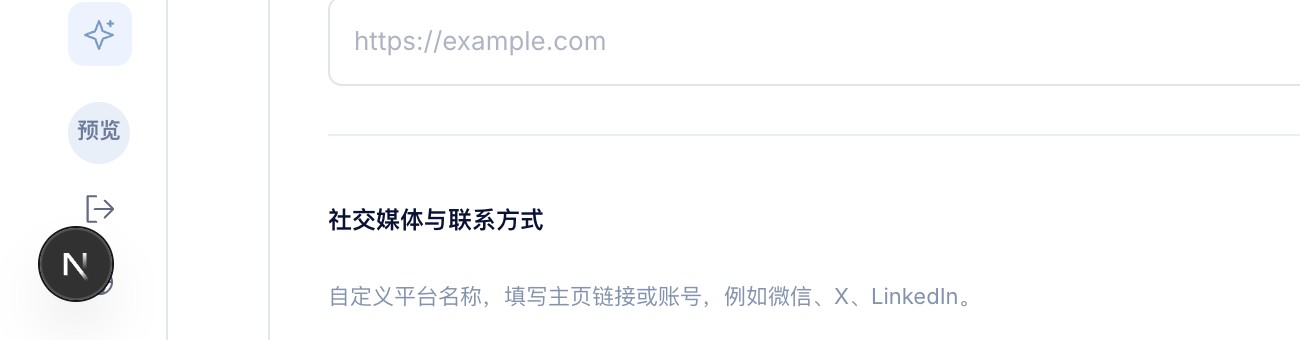 https://example.com
预览
社交媒体与联系方式
N
自定义平台名称，填写主页链接或账号，例如微信、X、LinkedIn。